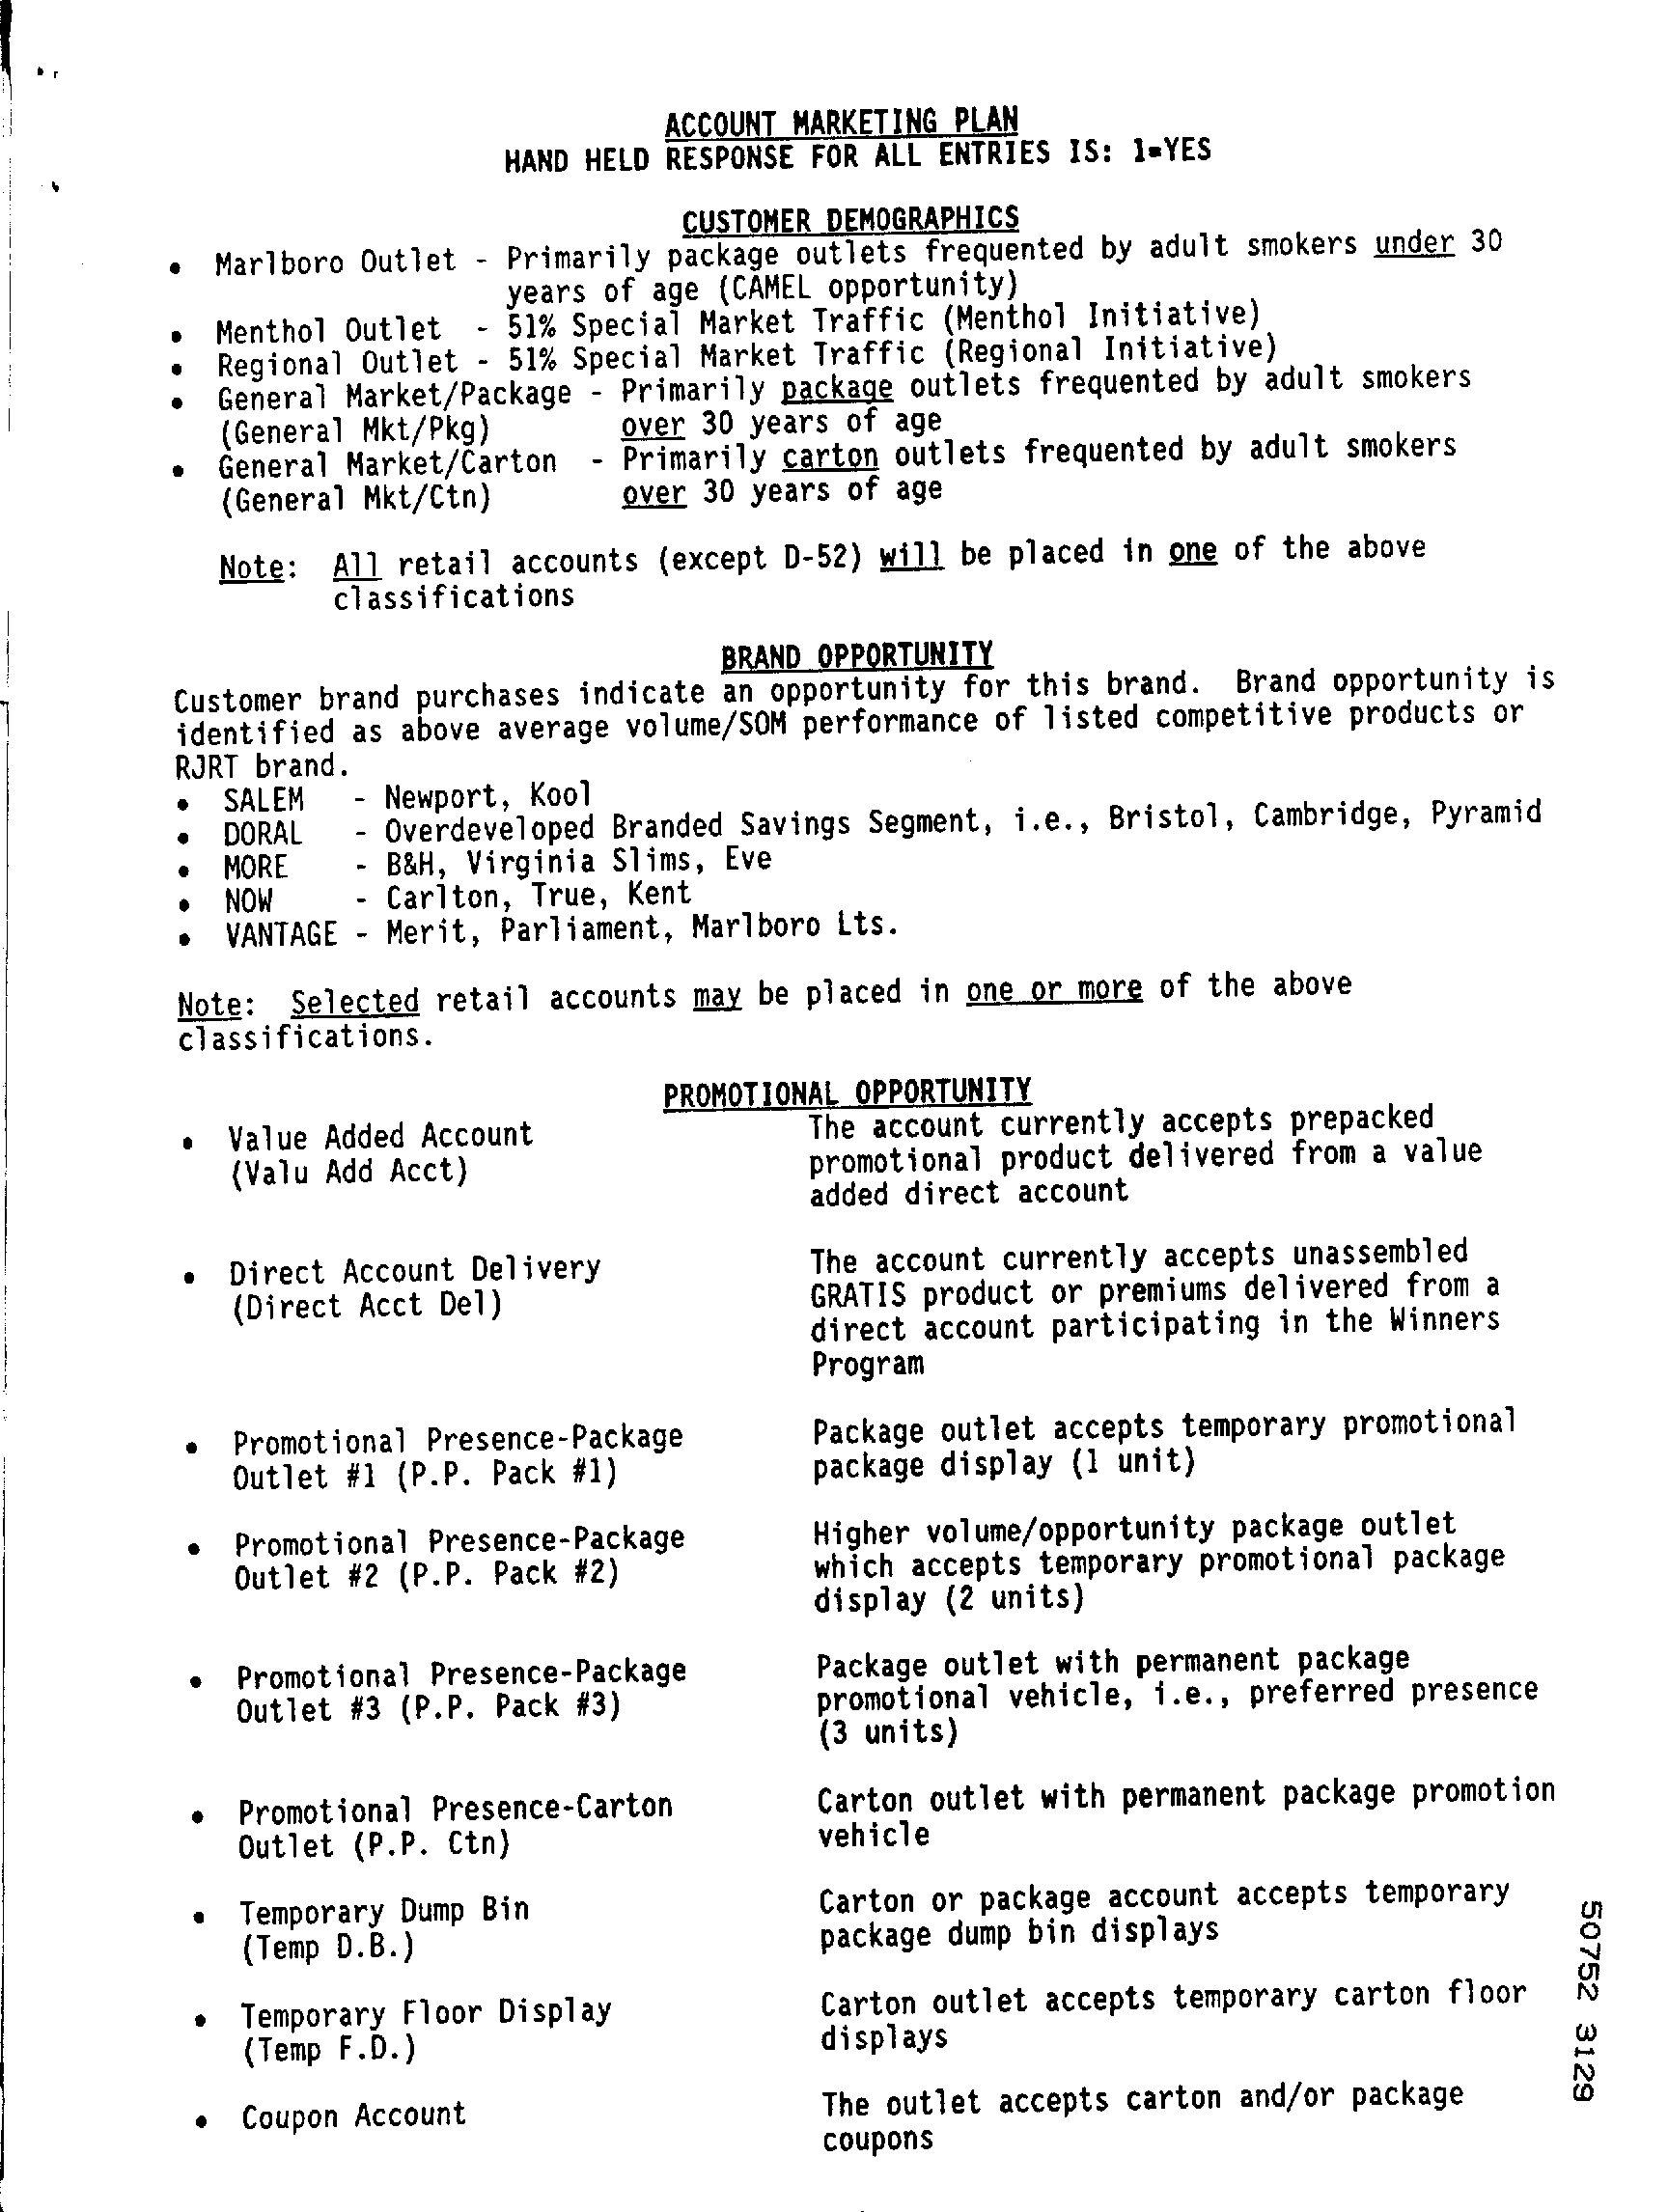 ACCOUNT MARKETING PLAN
HAND HELD RESPONSE FOR ALL ENTRIES IS: 1=YES
CUSTOMER DEMOGRAPHICS
• Marlboro Outlet - Primarily package outlets frequented by adult smokers under 30
years of age (CAMEL opportunity)
• Menthol Outlet - 51% Special Market Traffic (Menthol Initiative)
• Regional Outlet - 51% Special Market Traffic (Regional Initiative)
• General Market/Package - Primarily package outlets frequented by adult smokers
(General Mkt/Pkg) over 30 years of age
• General Market/Carton - Primarily carton outlets frequented by adult smokers
(General Mkt/Ctn) over 30 years of age
Note: All retail accounts (except D-52) will be placed in one of the above
classifications
BRAND OPPORTUNITY
Customer brand purchases indicate an opportunity for this brand. Brand opportunity is
identified as above average volume/SOM performance of listed competitive products or
RJRT brand.
• SALEM - Newport, Kool
• DORAL - Overdeveloped Branded Savings Segment, i.e., Bristol, Cambridge, Pyramid
• MORE - B&H, Virginia Slims, Eve
• NOW - Carlton, True, Kent
• VANTAGE - Merit, Parliament, Marlboro Lts.
Note: Selected retail accounts may be placed in one or more of the above
classifications.
PROMOTIONAL OPPORTUNITY
• Value Added Account The account currently accepts prepacked
(Valu Add Acct) promotional product delivered from a value
added direct account
• Direct Account Delivery The account currently accepts unassembled
(Direct Acct Del) GRATIS product or premiums delivered from a
direct account participating in the Winners
Program
• Promotional Presence-Package Package outlet accepts temporary promotional
Outlet #1 (P.P. Pack #1) package display (1 unit)
• Promotional Presence-Package Higher volume/opportunity package outlet
Outlet #2 (P.P. Pack #2) which accepts temporary promotional package
display (2 units)
• Promotional Presence-Package Package outlet with permanent package
Outlet #3 (P.P. Pack #3) promotional vehicle, i.e., preferred presence
(3 units)
• Promotional Presence-Carton Carton outlet with permanent package promotion
Outlet (P.P. Ctn) vehicle
• Temporary Dump Bin Carton or package account accepts temporary
(Temp D.B.) package dump bin displays
• Temporary Floor Display Carton outlet accepts temporary carton floor
(Temp F.D.) displays
• Coupon Account The outlet accepts carton and/or package
coupons
50752 3129